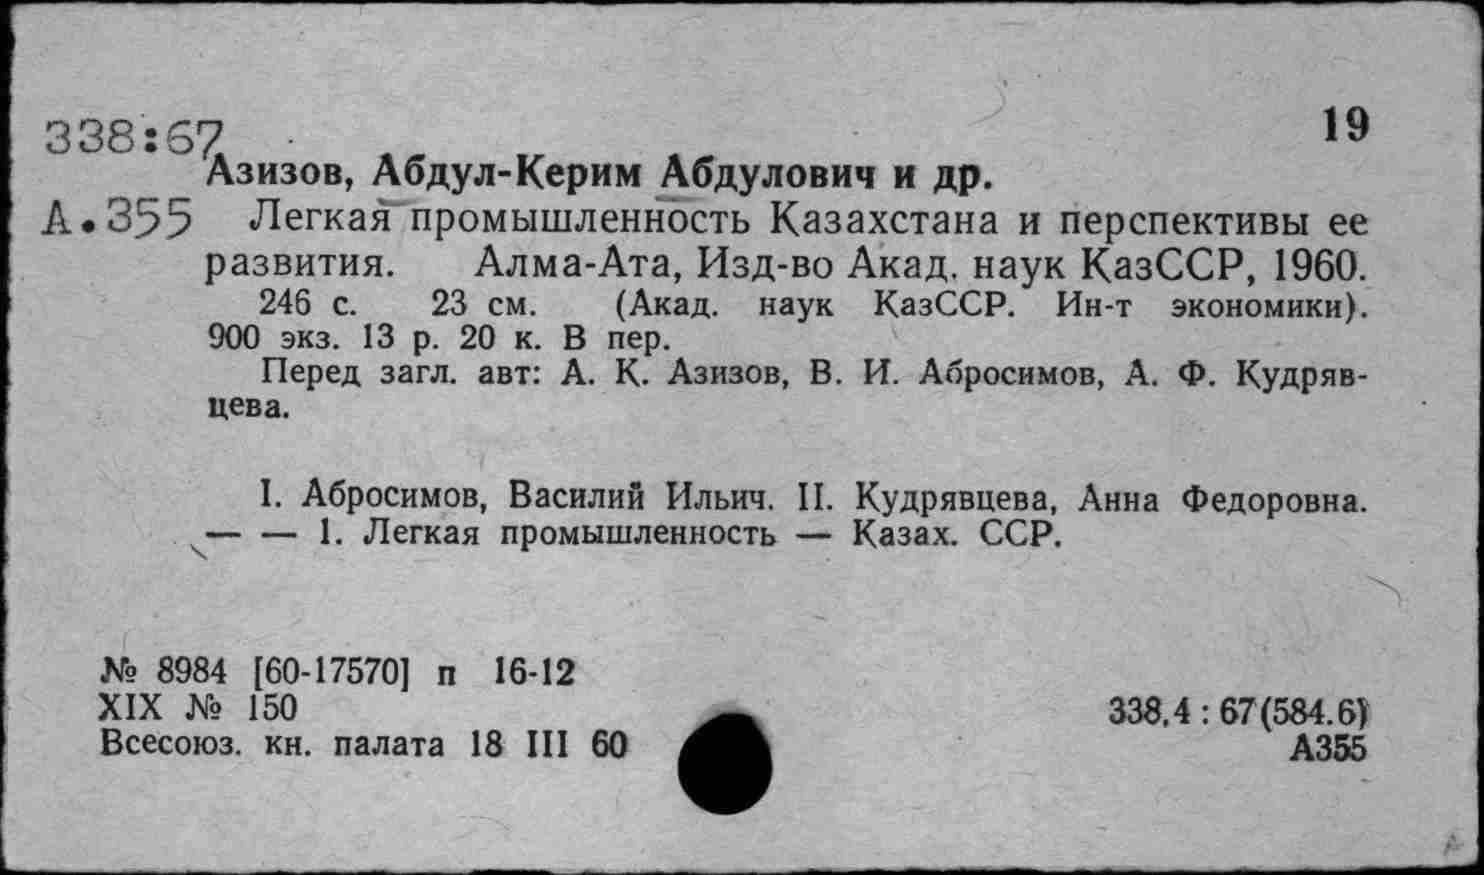 19
338:67
Азизов, Абдул-Керим Абдулович и др.
А.355 Легкая промышленность Казахстана и перспективы ее
развития. Алма-Ата, Изд-во Акад. наук КазССР, 1960.
246 с. 23 см. (Акад. наук КазССР. Ин-т экономики).
900 экз. 13 р. 20 к. В пер.
Перед загл. авт: А. К. Азизов, В. И. Абросимов, А. Ф. Кудряв-
цева.
I. Абросимов, Василий Ильич. II. Кудрявцева, Анна Федоровна.
— — 1. Легкая промышленность — Казах. ССР.
№ 8984 [60-17570] п 16-12
XIX № 150
338.4 : 67(584.6)
Всесоюз. кн. палата 18 III 60
А355